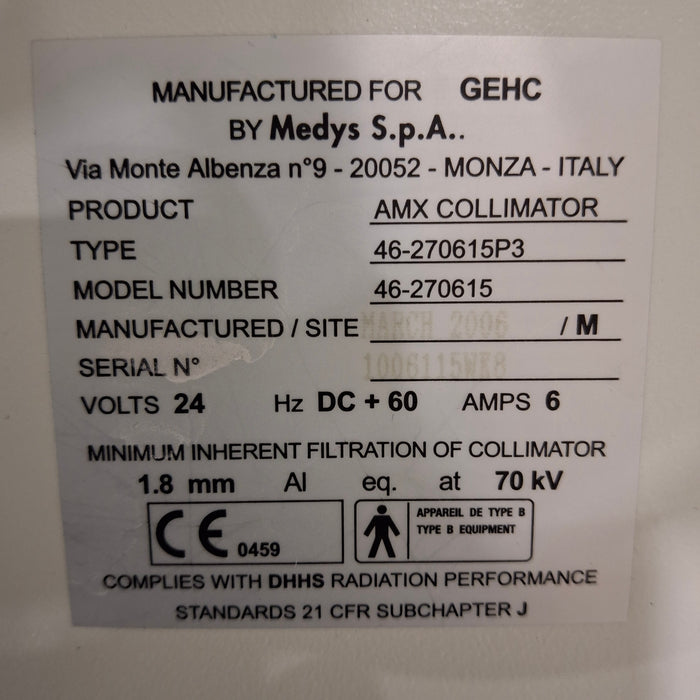 MANUFACTURED FOR GEHC
BY Medys S.p.A..
Via Monte Albenza n°9 - 20052 - MONZA - ITALY
PRODUCT AMX COLLIMATOR
TYPE 46-270615P3
MODEL NUMBER 46-270615
MANUFACTURED / SITE MARCH 2006 / M
SERIAL N° 1006115WK8
VOLTS 24 Hz DC + 60 AMPS 6
MINIMUM INHERENT FILTRATION OF COLLIMATOR
1.8 mm Al eq. at 70 kV
CE 0459
APPAREIL DE TYPE B
TYPE B EQUIPMENT
COMPLIES WITH DHHS RADIATION PERFORMANCE
STANDARDS 21 CFR SUBCHAPTER J